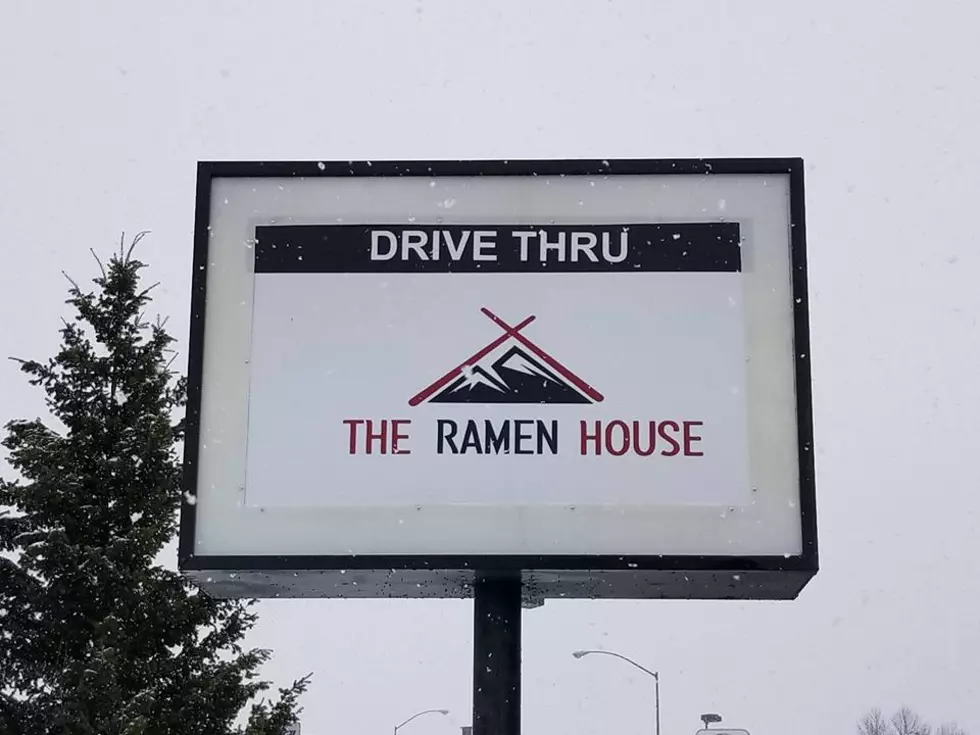 DRIVE THRU
THE RAMEN HOUSE